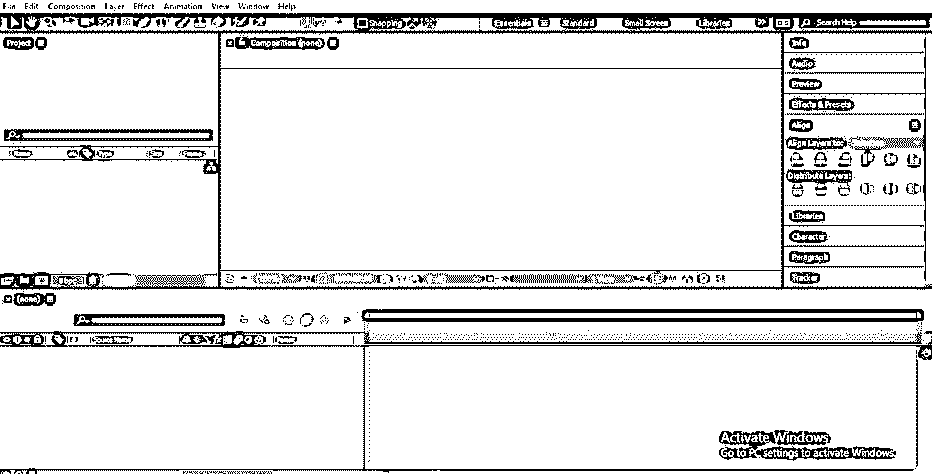 File Edit Composition Layer Effect Animation View Window Help
Snapping Essentials Standard Small Screen Libraries Search Help
Project
Composition (none)
Info
Audio
Preview
Effects & Presets
Align
Align Layers to:
Distribute Layers:
Libraries
Character
Paragraph
Tracker
Type
(none)
Source Name
Activate Windows
Go to PC settings to activate Windows.